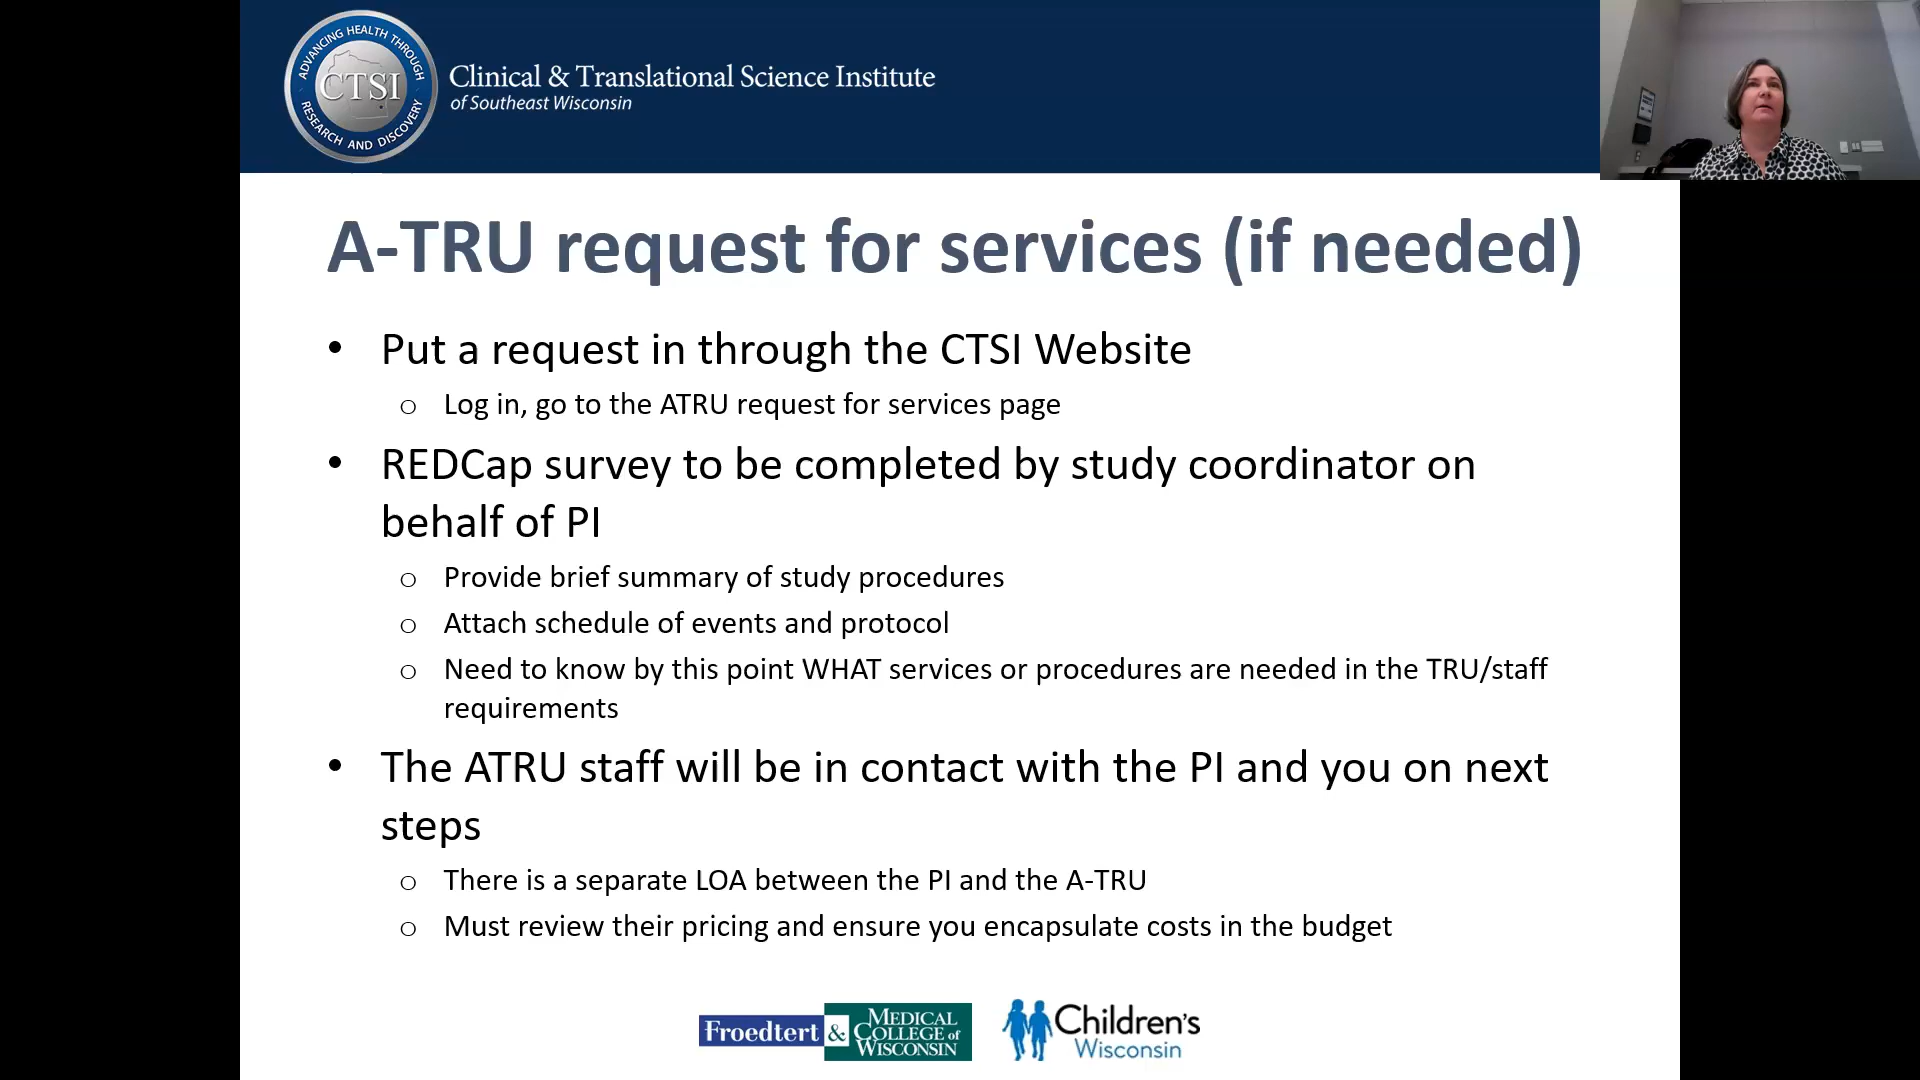 ADVANCING HEALTH THROUGH
CTSI
RESEARCH AND DISCOVERY
Clinical & Translational Science Institute
of Southeast Wisconsin
A-TRU request for services (if needed)
• Put a request in through the CTSI Website
o Log in, go to the ATRU request for services page
• REDCap survey to be completed by study coordinator on
behalf of PI
o Provide brief summary of study procedures
o Attach schedule of events and protocol
o Need to know by this point WHAT services or procedures are needed in the TRU/staff
requirements
• The ATRU staff will be in contact with the PI and you on next
steps
o There is a separate LOA between the PI and the A-TRU
o Must review their pricing and ensure you encapsulate costs in the budget
Froedtert & MEDICAL
COLLEGE of
WISCONSIN
Children's
Wisconsin